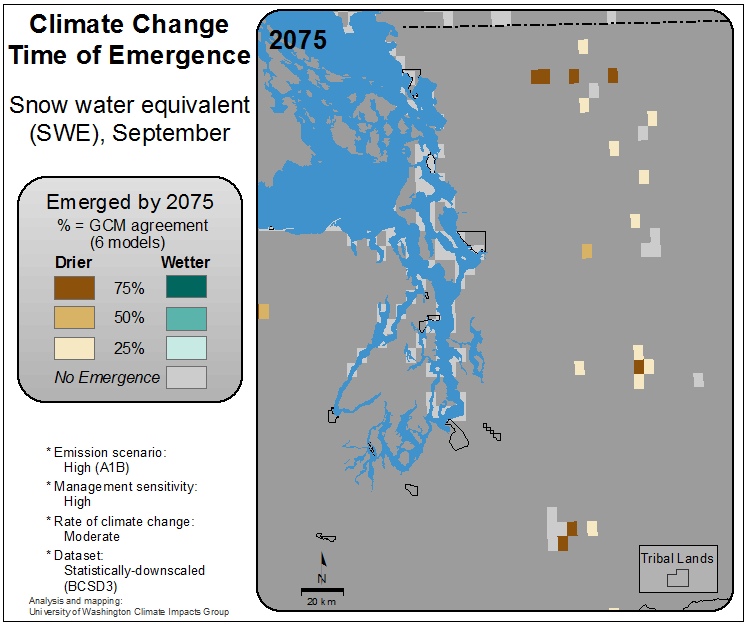 Climate Change
Time of Emergence
Snow water equivalent
(SWE), September
Emerged by 2075
% = GCM agreement
(6 models)
Drier Wetter
75%
50%
25%
No Emergence
* Emission scenario:
High (A1B)
* Management sensitivity:
High
* Rate of climate change:
Moderate
* Dataset:
Statistically-downscaled
(BCSD3)
Analysis and mapping:
University of Washington Climate Impacts Group
2075
N
20 km
Tribal Lands